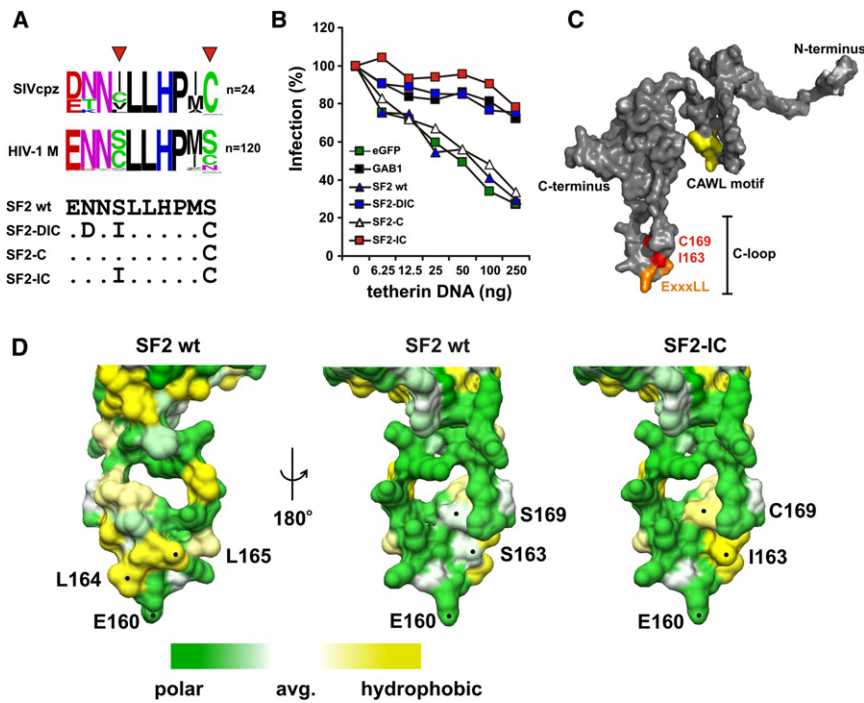 A
SIVcpz
n=24
HIV-1 M
n=120
SF2 wt ENNSLLHPMS
SF2-DIC . D . I . . . . . C
SF2-C . . . . . . . . . C
SF2-IC . . . I . . . . . C
B
Infection (%)
120
100
80
60
40
20
0
eGFP
GAB1
SF2 wt
SF2-DIC
SF2-C
SF2-IC
0 6.25 12.5 25 50 100 250
tetherin DNA (ng)
C
N-terminus
C-terminus
CAWL motif
C169
I163
C-loop
ExxxLL
D
SF2 wt
SF2 wt
SF2-IC
180°
L164
L165
E160
S169
S163
E160
C169
I163
E160
polar avg. hydrophobic